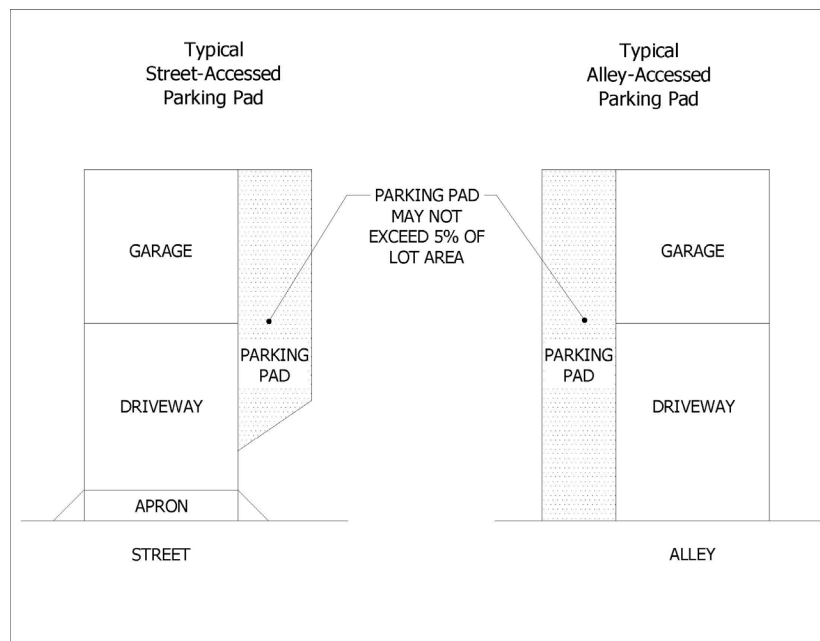 Typical
Street-Accessed
Parking Pad
Typical
Alley-Accessed
Parking Pad
GARAGE
PARKING PAD
MAY NOT
EXCEED 5% OF
LOT AREA
GARAGE
DRIVEWAY
PARKING
PAD
PARKING
PAD
DRIVEWAY
APRON
STREET
ALLEY